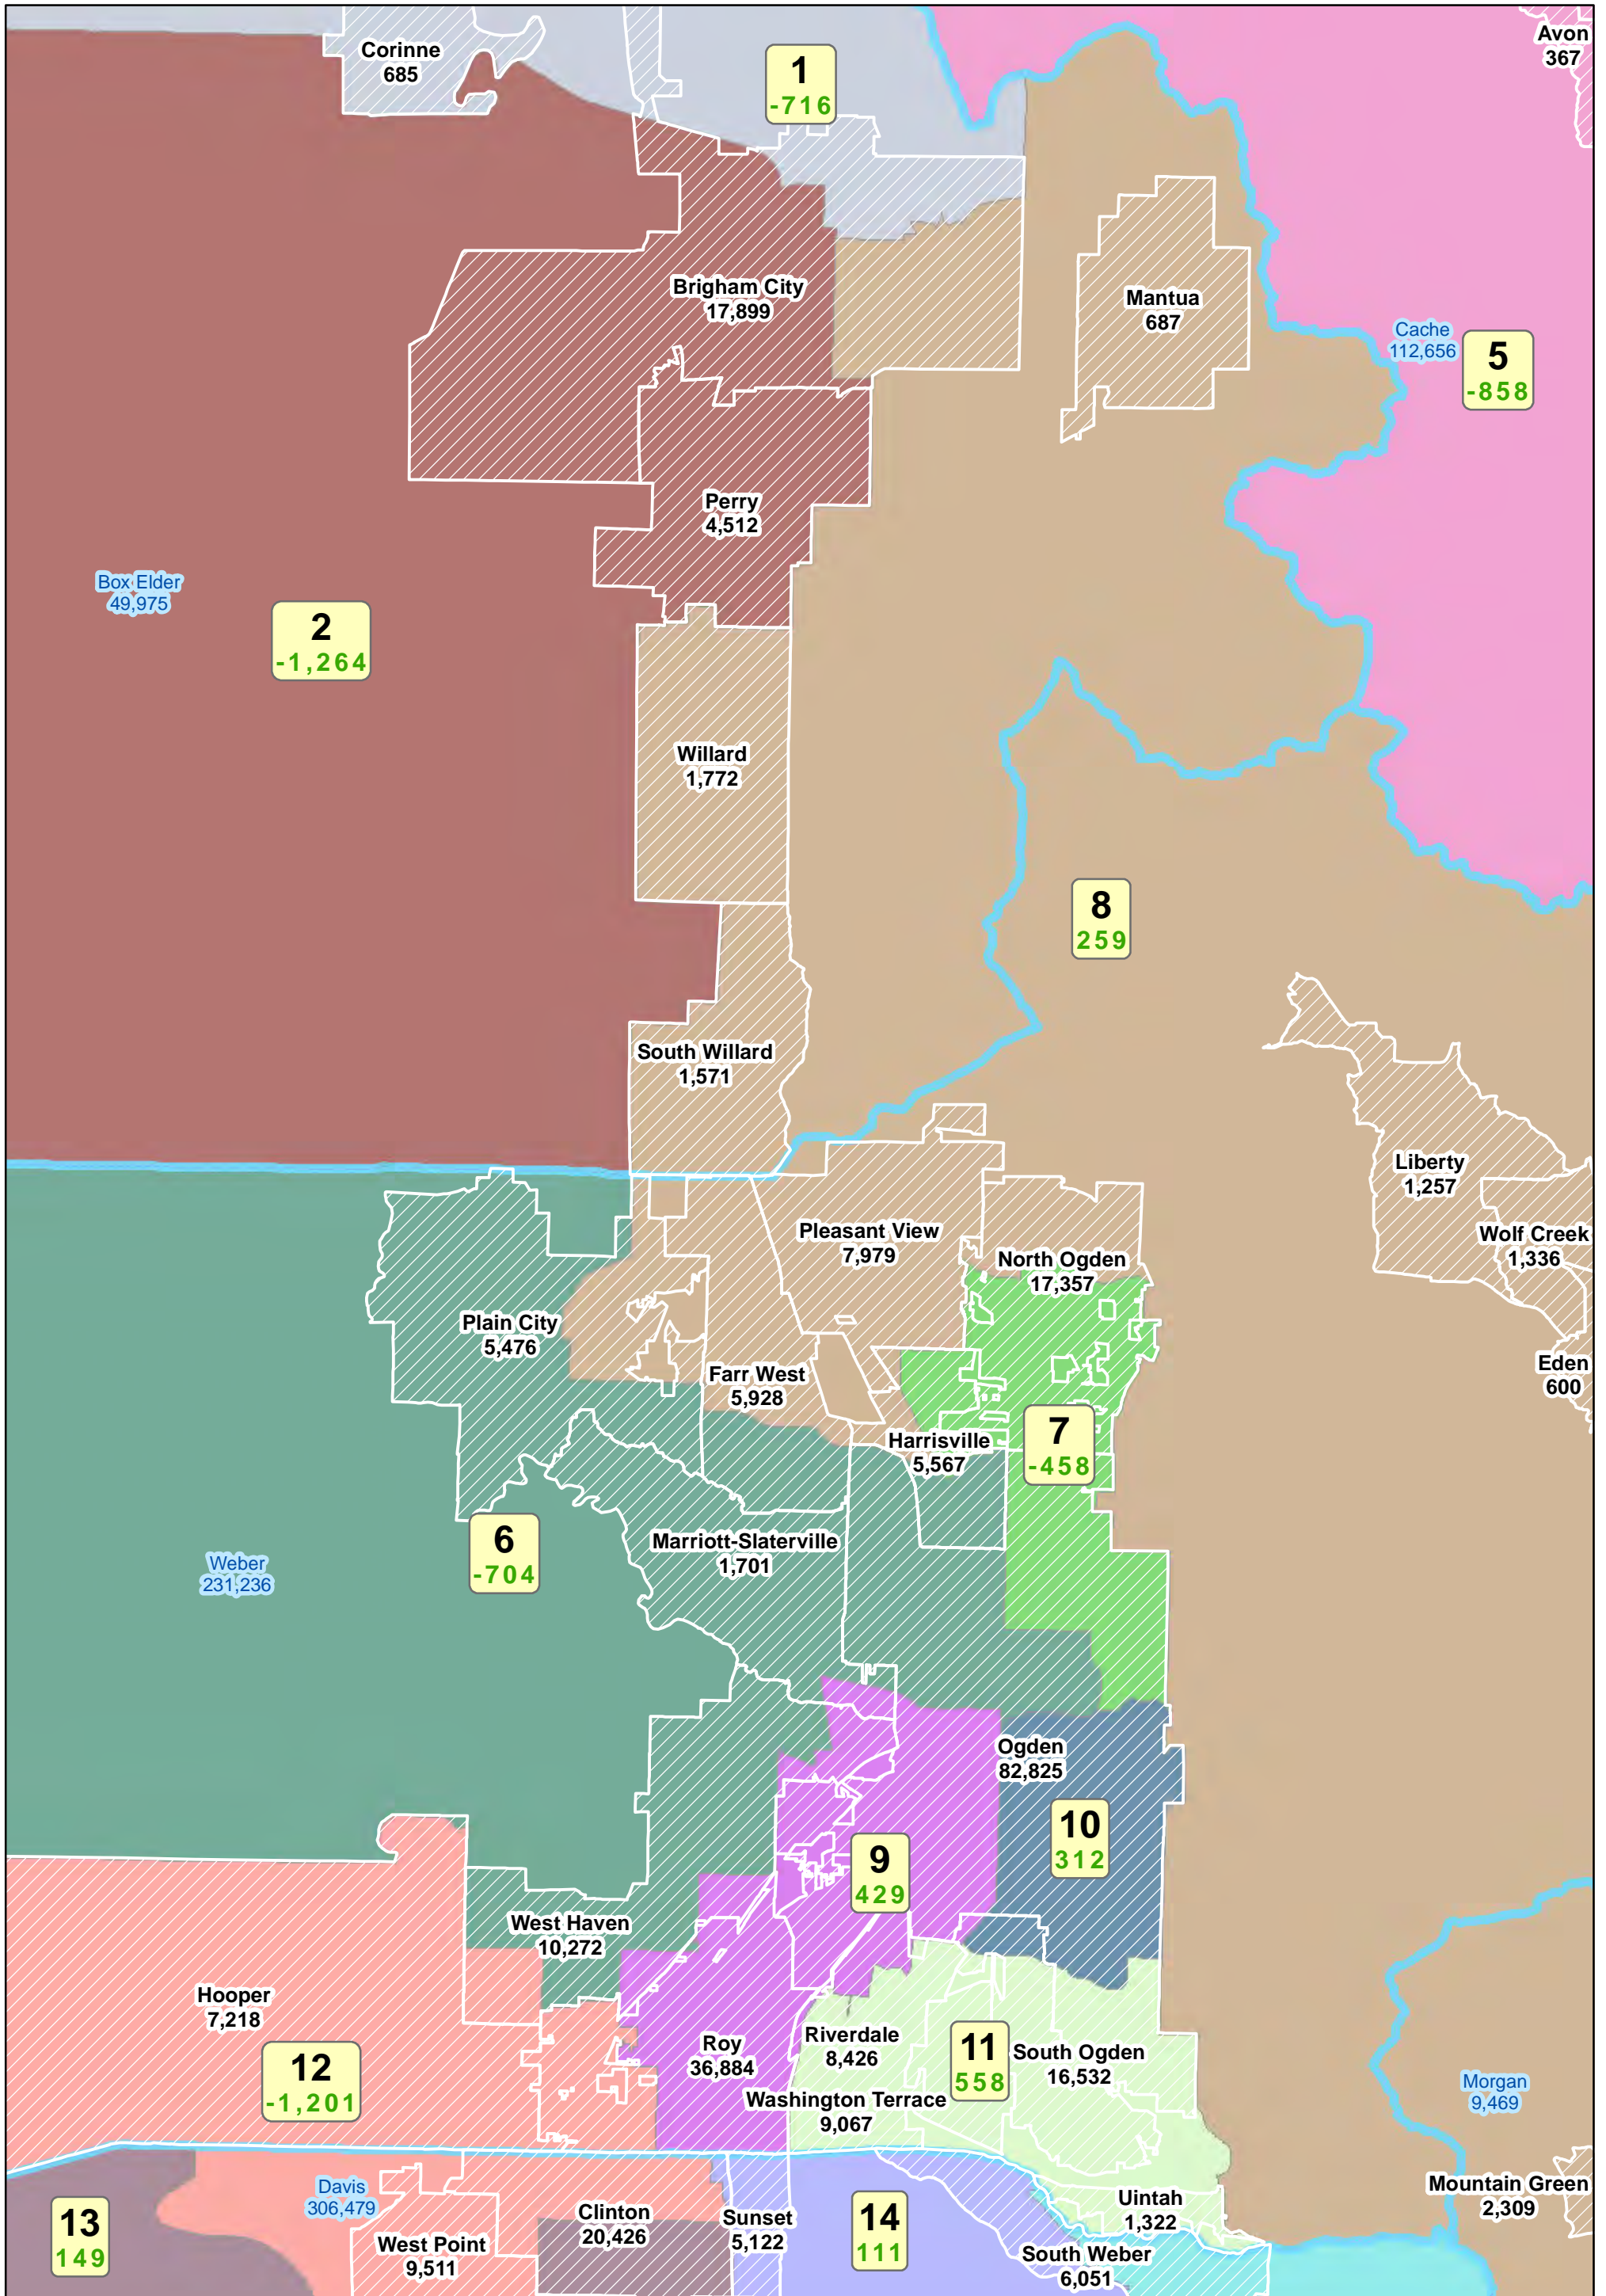 Corinne
685
1
-716
Avon
367
Brigham City
17,899
Mantua
687
Cache
112,656
5
-858
Perry
4,512
Box Elder
49,975
2
-1,264
Willard
1,772
8
259
South Willard
1,571
Liberty
1,257
Wolf Creek
1,336
Pleasant View
7,979
North Ogden
17,357
Plain City
5,476
Farr West
5,928
Eden
600
Harrisville
5,567
7
-458
6
-704
Marriott-Slaterville
1,701
Weber
231,236
Ogden
82,825
10
312
9
429
West Haven
10,272
Hooper
7,218
12
-1,201
Roy
36,884
Riverdale
8,426
11
558
South Ogden
16,532
Washington Terrace
9,067
Morgan
9,469
Mountain Green
2,309
Davis
306,479
13
149
West Point
9,511
Clinton
20,426
Sunset
5,122
14
111
Uintah
1,322
South Weber
6,051